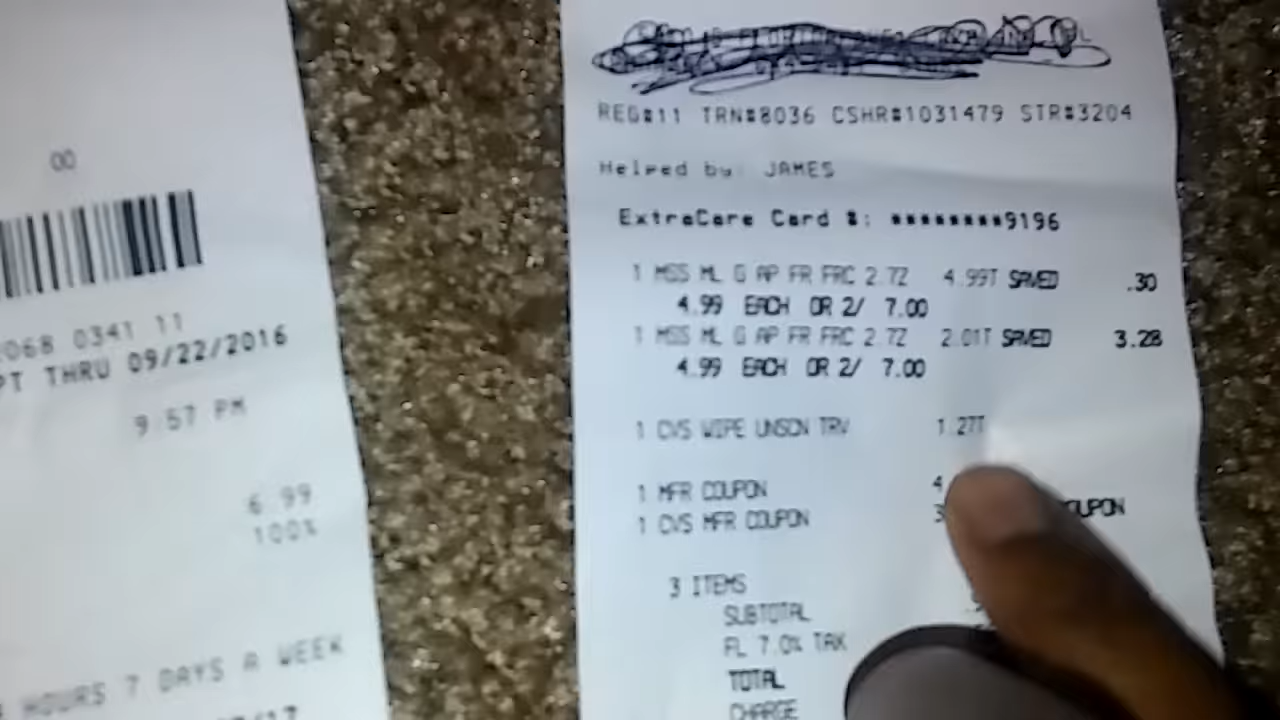 00
068 0341 11
PT THRU 09/22/2016
9:57 PM
6.99
100%
HOURS 7 DAYS A WEEK
REG#11 TRN#8036 CSHR#1031479 STR#3204
Helped by: JAMES
ExtraCare Card #: ********9196
1 MSS ML G AP FR FRC 2.7Z 4.99T SAVED .30
4.99 EACH OR 2/ 7.00
1 MSS ML G AP FR FRC 2.7Z 2.01T SAVED 3.28
4.99 EACH OR 2/ 7.00
1 CVS WIPE UNSCN TRV 1.27T
1 MFR COUPON 4
1 CVS MFR COUPON 3 OUPON
3 ITEMS
SUBTOTAL
FL 7.0% TAX
TOTAL
CHARGE